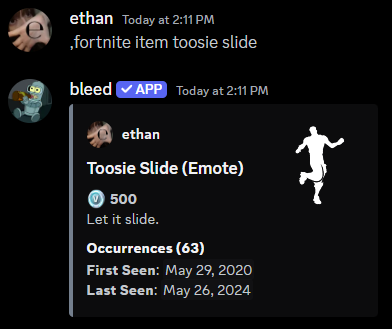 ethan Today at 2:11 PM
,fortnite item toosie slide
bleed ✓ APP Today at 2:11 PM
ethan
Toosie Slide (Emote)
500
Let it slide.
Occurrences (63)
First Seen: May 29, 2020
Last Seen: May 26, 2024